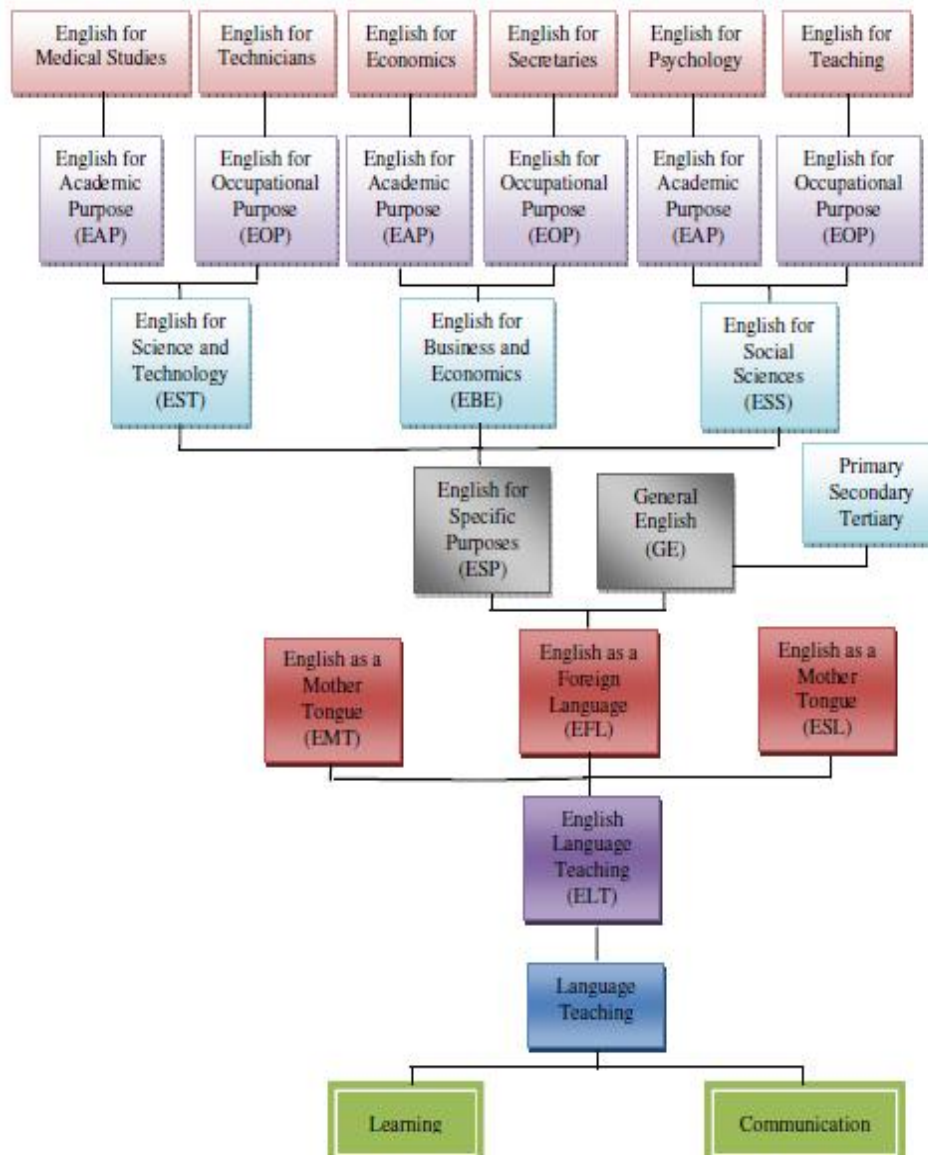 English for
Medical Studies
English for
Technicians
English for
Economics
English for
Secretaries
English for
Psychology
English for
Teaching
English for
Academic
Purpose
(EAP)
English for
Occupational
Purpose
(EOP)
English for
Academic
Purpose
(EAP)
English for
Occupational
Purpose
(EOP)
English for
Academic
Purpose
(EAP)
English for
Occupational
Purpose
(EOP)
English for
Science and
Technology
(EST)
English for
Business and
Economics
(EBE)
English for
Social
Sciences
(ESS)
English for
Specific
Purposes
(ESP)
General
English
(GE)
Primary
Secondary
Tertiary
English as a
Mother
Tongue
(EMT)
English as a
Foreign
Language
(EFL)
English as a
Mother
Tongue
(ESL)
English
Language
Teaching
(ELT)
Language
Teaching
Learning
Communication